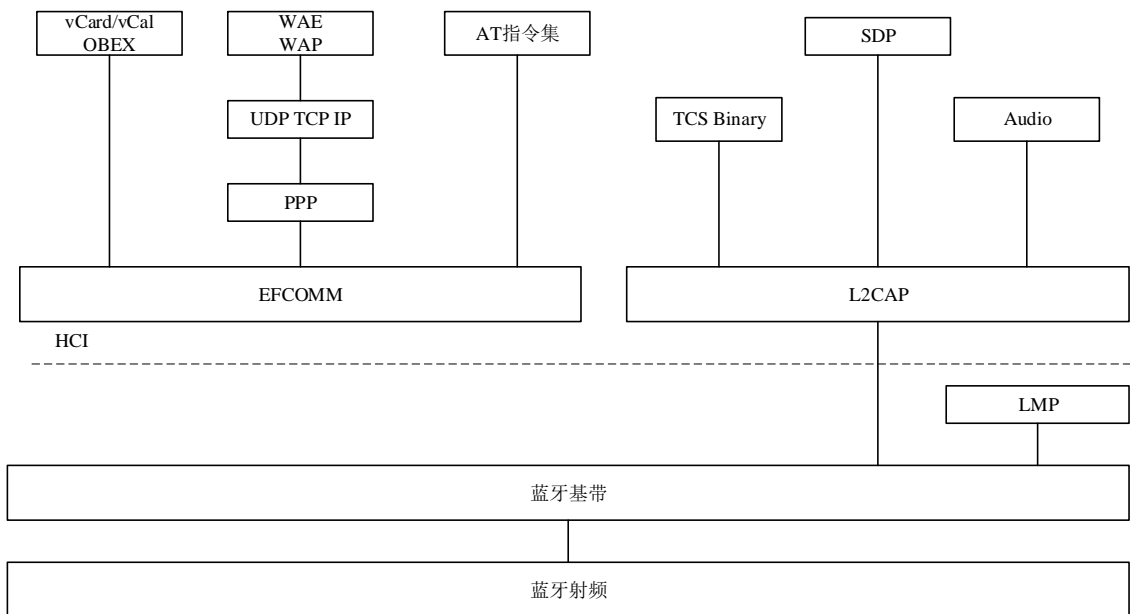 vCard/vCal
OBEX
WAE
WAP
AT指令集
SDP
UDP TCP IP
TCS Binary
Audio
PPP
EFCOMM
L2CAP
HCI
LMP
蓝牙基带
蓝牙射频